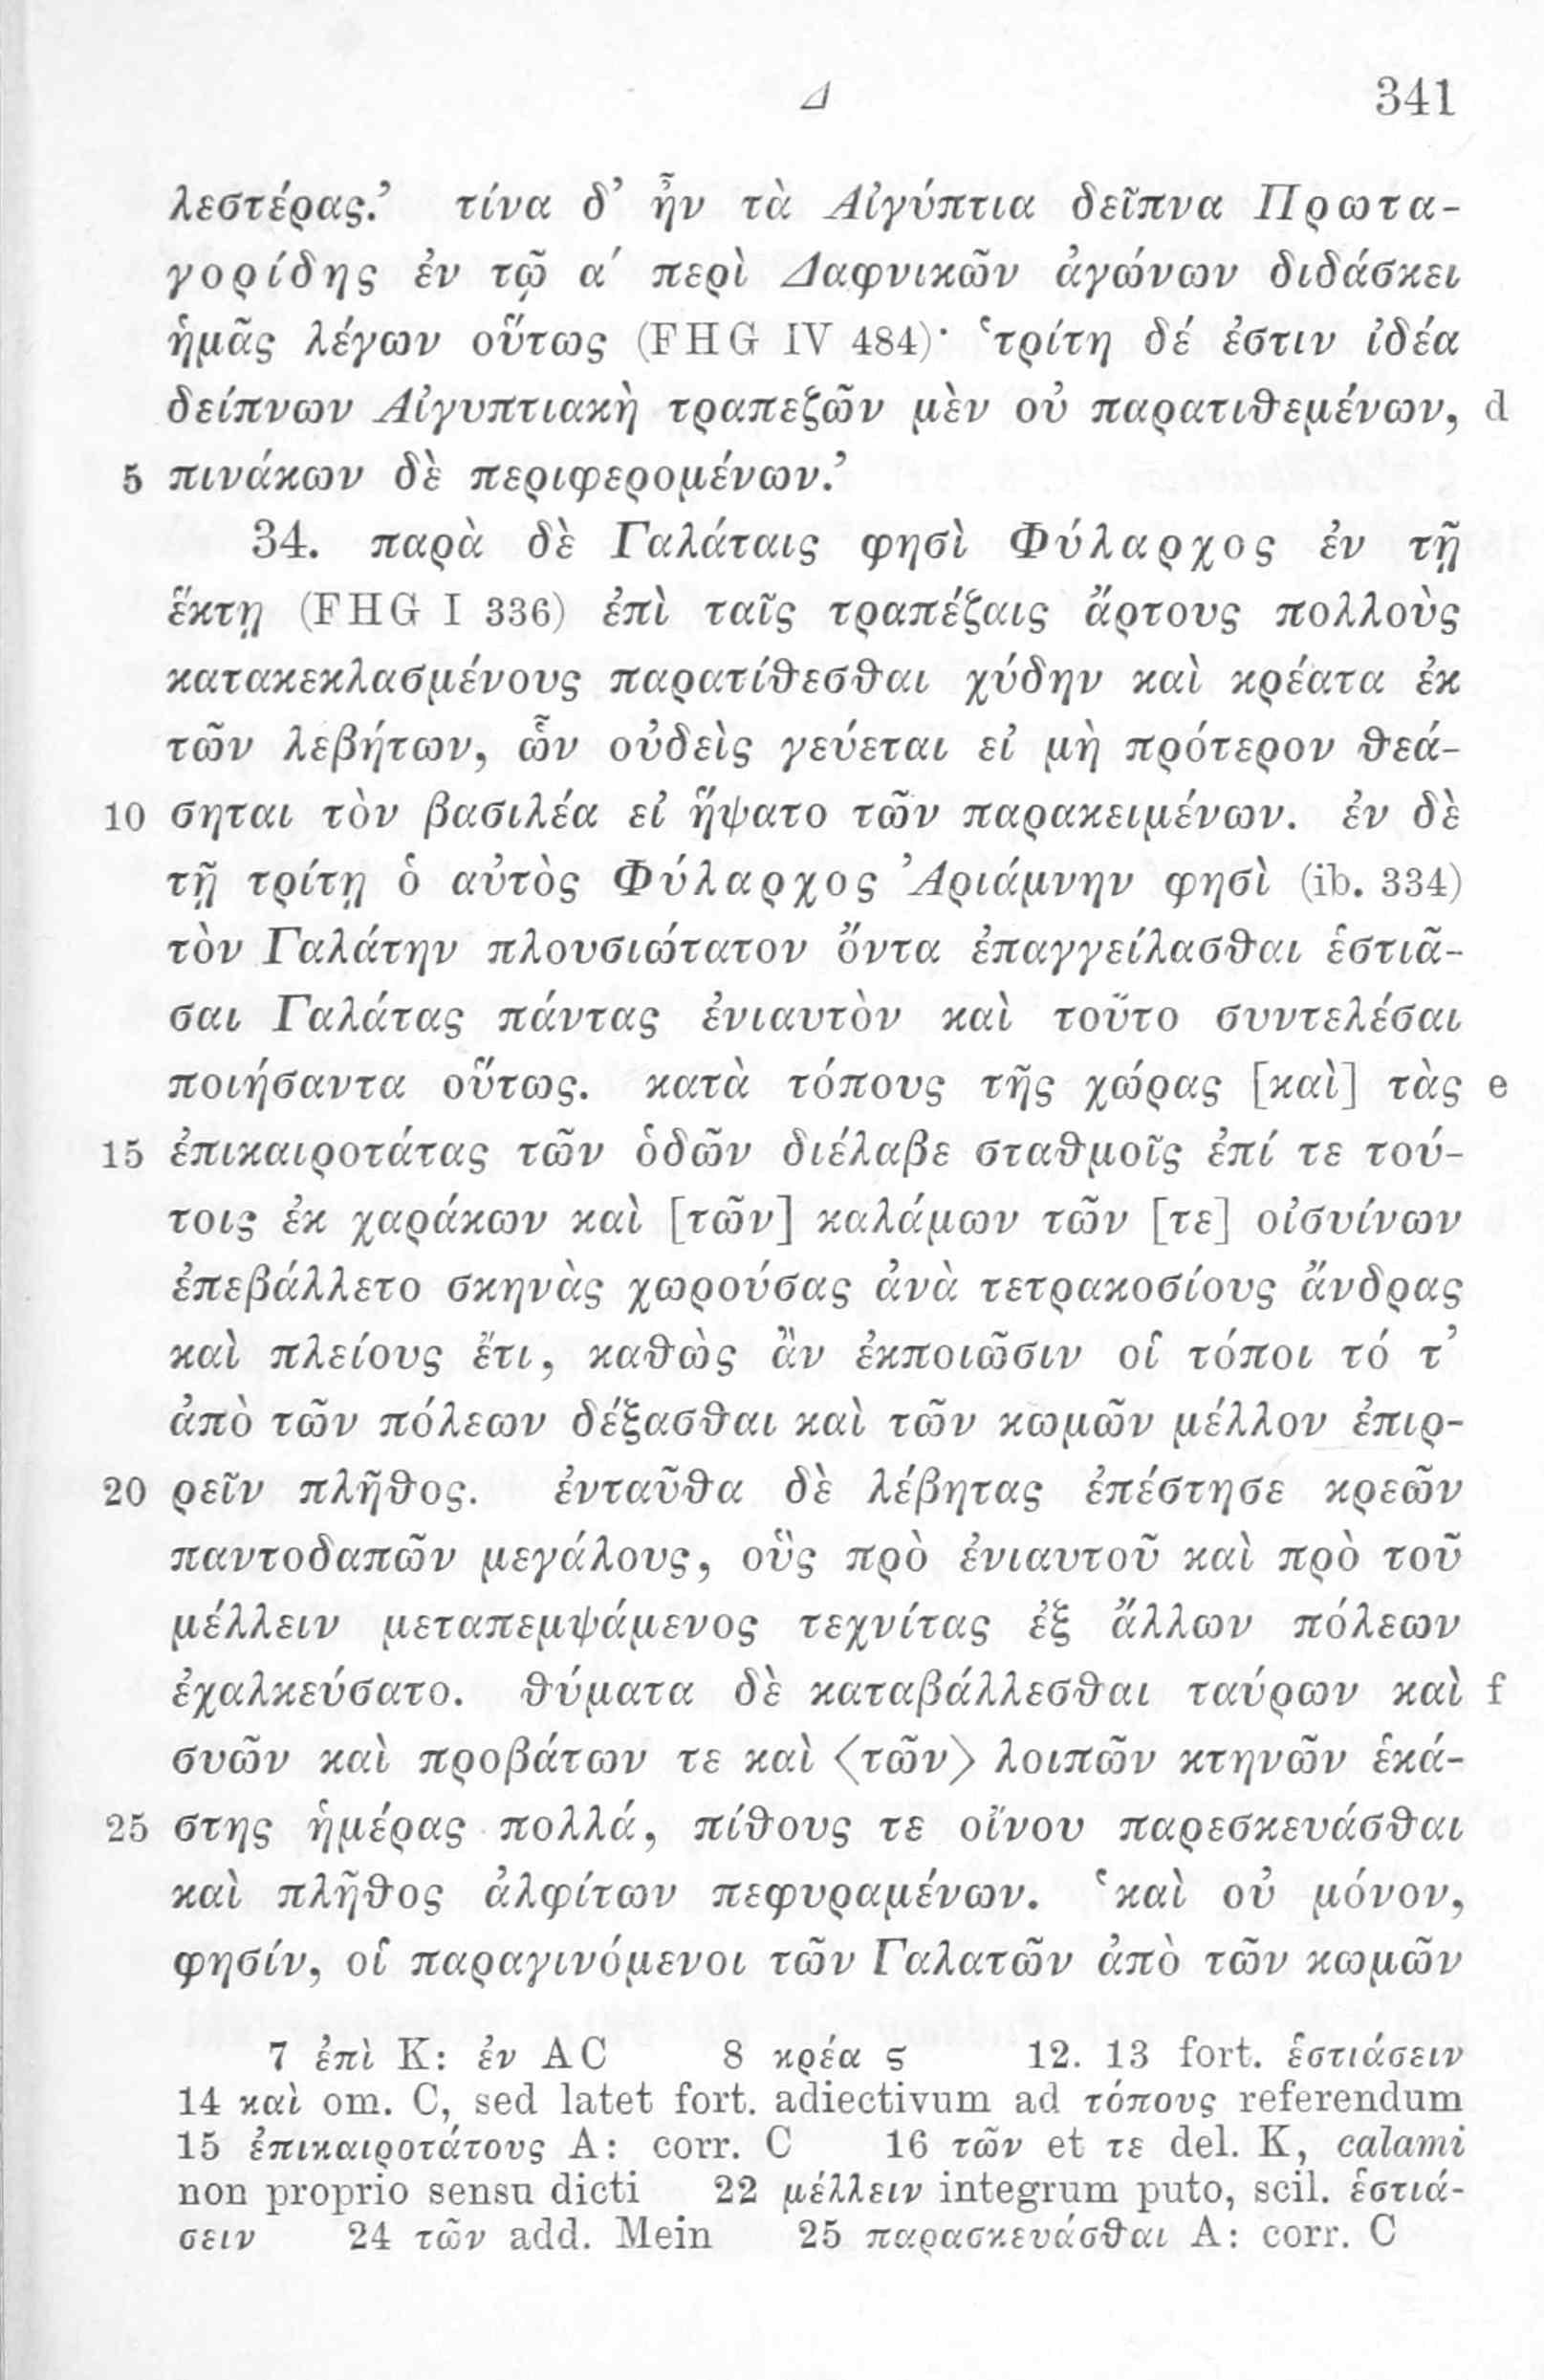 Δ 341
λεστέρας.’ τίνα δ’ ἦν τὰ Αἰγύπτια δεῖπνα Πρωτα-
γορίδης ἐν τῷ α΄ περὶ Δαφνικῶν ἀγώνων διδάσκει
ἡμᾶς λέγων οὕτως (FHG IV 484)· ‘τρίτη δέ ἐστιν ἰδέα
δείπνων Αἰγυπτιακὴ τραπεζῶν μὲν οὐ παρατιθεμένων, d
5 πινάκων δὲ περιφερομένων.’
34. παρὰ δὲ Γαλάταις φησὶ Φύλαρχος ἐν τῇ
ἕκτῃ (FHG I 336) ἐπὶ ταῖς τραπέζαις ἄρτους πολλοὺς
κατακεκλασμένους παρατίθεσθαι χύδην καὶ κρέατα ἐκ
τῶν λεβήτων, ὧν οὐδεὶς γεύεται εἰ μὴ πρότερον θεά-
10 σηται τὸν βασιλέα εἰ ἥψατο τῶν παρακειμένων. ἐν δὲ
τῇ τρίτῃ ὁ αὐτὸς Φύλαρχος Ἀριάμνην φησὶ (ib. 334)
τὸν Γαλάτην πλουσιώτατον ὄντα ἐπαγγείλασθαι ἑστιᾶ-
σαι Γαλάτας πάντας ἐνιαυτὸν καὶ τοῦτο συντελέσαι
ποιήσαντα οὕτως. κατὰ τόπους τῆς χώρας [καὶ] τὰς e
15 ἐπικαιροτάτας τῶν ὁδῶν διέλαβε σταθμοῖς ἐπί τε τού-
τοις ἐκ χαράκων καὶ [τῶν] καλάμων τῶν [τε] οἰσυίνων
ἐπεβάλλετο σκηνὰς χωρούσας ἀνὰ τετρακοσίους ἄνδρας
καὶ πλείους ἔτι, καθὼς ἂν ἐκποιῶσιν οἱ τόποι τό τ’
ἀπὸ τῶν πόλεων δέξασθαι καὶ τῶν κωμῶν μέλλον ἐπιρ-
20 ρεῖν πλῆθος. ἐνταῦθα δὲ λέβητας ἐπέστησε κρεῶν
παντοδαπῶν μεγάλους, οὓς πρὸ ἐνιαυτοῦ καὶ πρὸ τοῦ
μέλλειν μεταπεμψάμενος τεχνίτας ἐξ ἄλλων πόλεων
ἐχαλκεύσατο. θύματα δὲ καταβάλλεσθαι ταύρων καὶ f
συῶν καὶ προβάτων τε καὶ ⟨τῶν⟩ λοιπῶν κτηνῶν ἑκά-
25 στης ἡμέρας πολλά, πίθους τε οἴνου παρεσκευάσθαι
καὶ πλῆθος ἀλφίτων πεφυραμένων. ‘καὶ οὐ μόνον,
φησίν, οἱ παραγινόμενοι τῶν Γαλατῶν ἀπὸ τῶν κωμῶν
7 ἐπὶ K: ἐν AC 8 κρέα ς 12. 13 fort. ἑστιάσειν
14 καὶ om. C, sed latet fort. adiectivum ad τόπους referendum
15 ἐπικαιροτάτους A: corr. C 16 τῶν et τε del. K, calami
non proprio sensu dicti 22 μέλλειν integrum puto, scil. ἑστιά-
σειν 24 τῶν add. Mein 25 παρασκευάσθαι A: corr. C